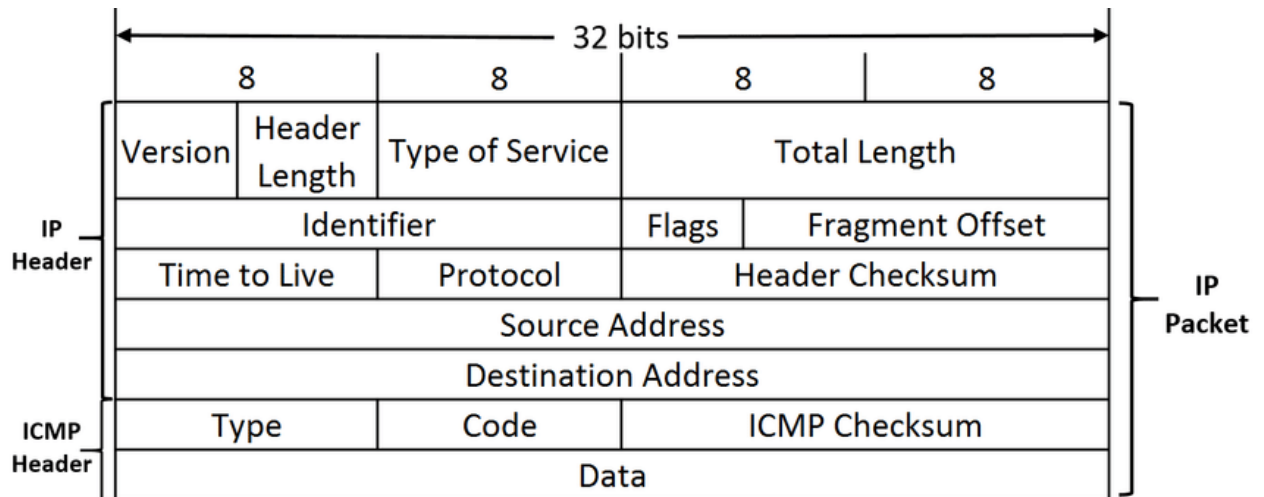 32 bits
8 8 8 8
Version Header Length Type of Service Total Length
Identifier Flags Fragment Offset
IP Header
Time to Live Protocol Header Checksum
IP Packet
Source Address
Destination Address
ICMP Header
Type Code ICMP Checksum
Data